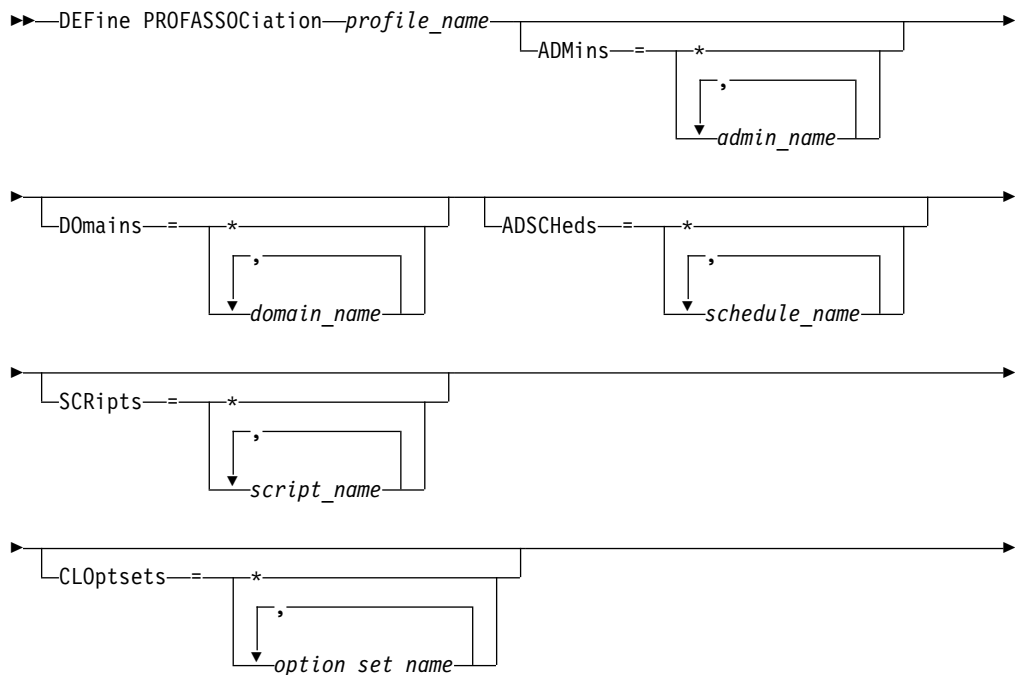 DEFine PROFASSOCiation profile_name
ADMins = *
,
admin_name
DOmains = * ADSCHeds = *
, ,
domain_name schedule_name
SCRipts = *
,
script_name
CLOptsets = *
,
option set name